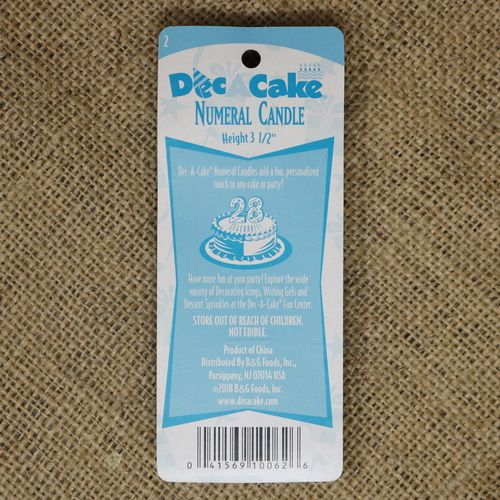 2
Dec A Cake
NUMERAL CANDLE
Height 3 1/2"
Dec-A-Cake® Numeral Candles add a fun, personalized
touch to any cake or party!
28
Have more fun at your party! Explore the wide
variety of Decorating Icings, Writing Gels and
Dessert Sprinkles at the Dec-A-Cake® Fun Center.
STORE OUT OF REACH OF CHILDREN.
NOT EDIBLE.
Product of China
Distributed By B&G Foods, Inc.,
Parsippany, NJ 07054 USA
©2018 B&G Foods, Inc.
www.decacake.com
0 41569 10062 6